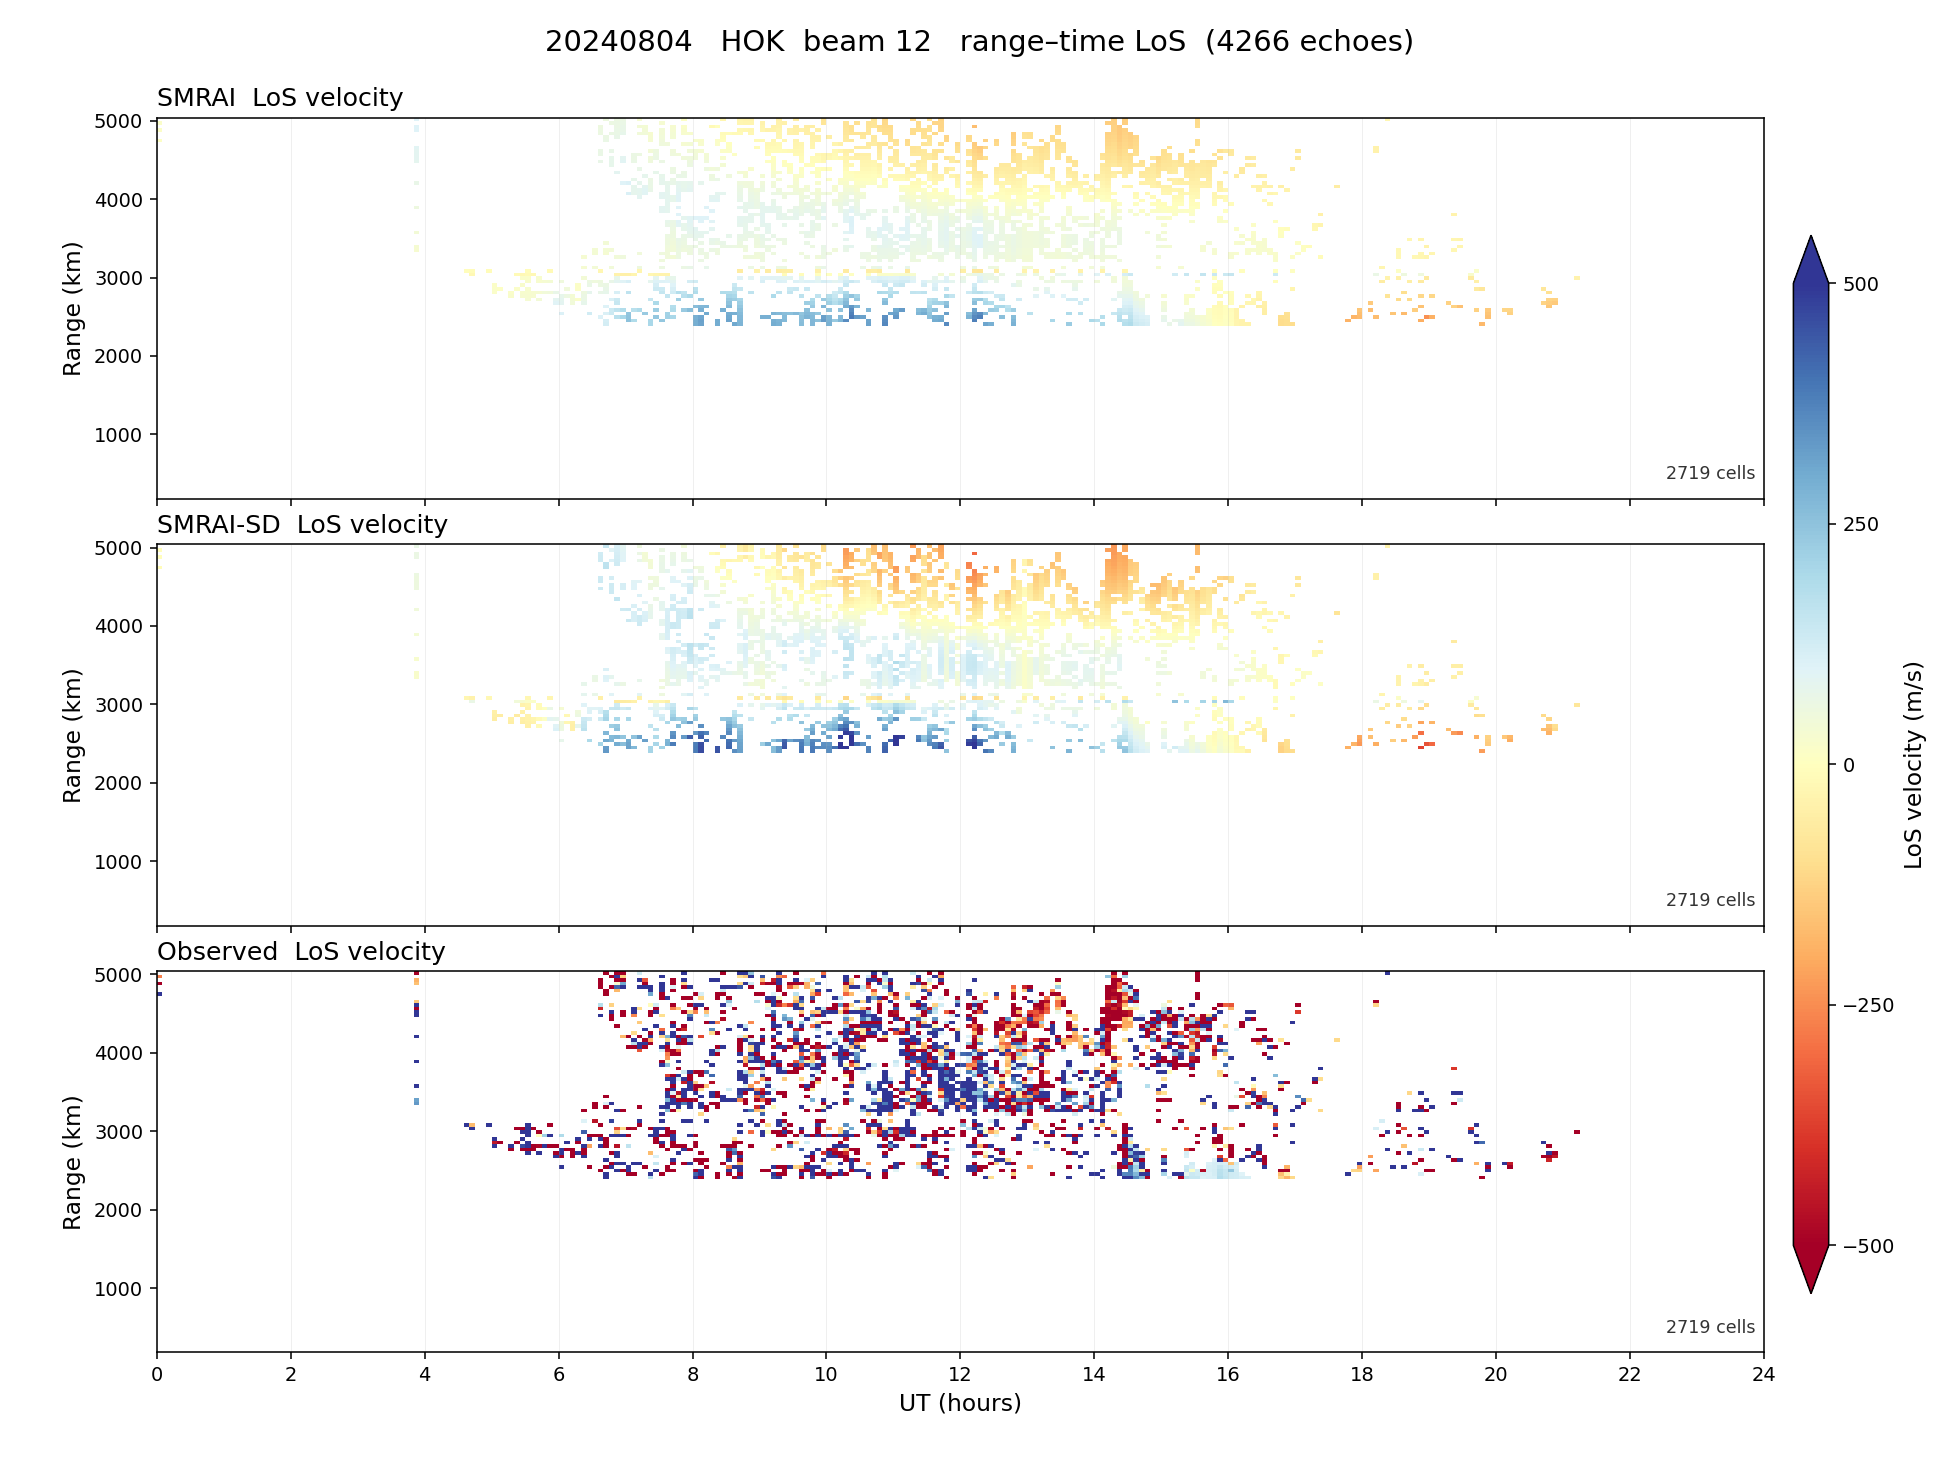 20240804   HOK  beam 12   range–time LoS  (4266 echoes)
SMRAI  LoS velocity
5000
4000
3000
2000
1000
Range (km)
2719 cells
SMRAI-SD  LoS velocity
5000
4000
3000
2000
1000
Range (km)
2719 cells
Observed  LoS velocity
5000
4000
3000
2000
1000
Range (km)
2719 cells
0 2 4 6 8 10 12 14 16 18 20 22 24
UT (hours)
500
250
0
−250
−500
LoS velocity (m/s)